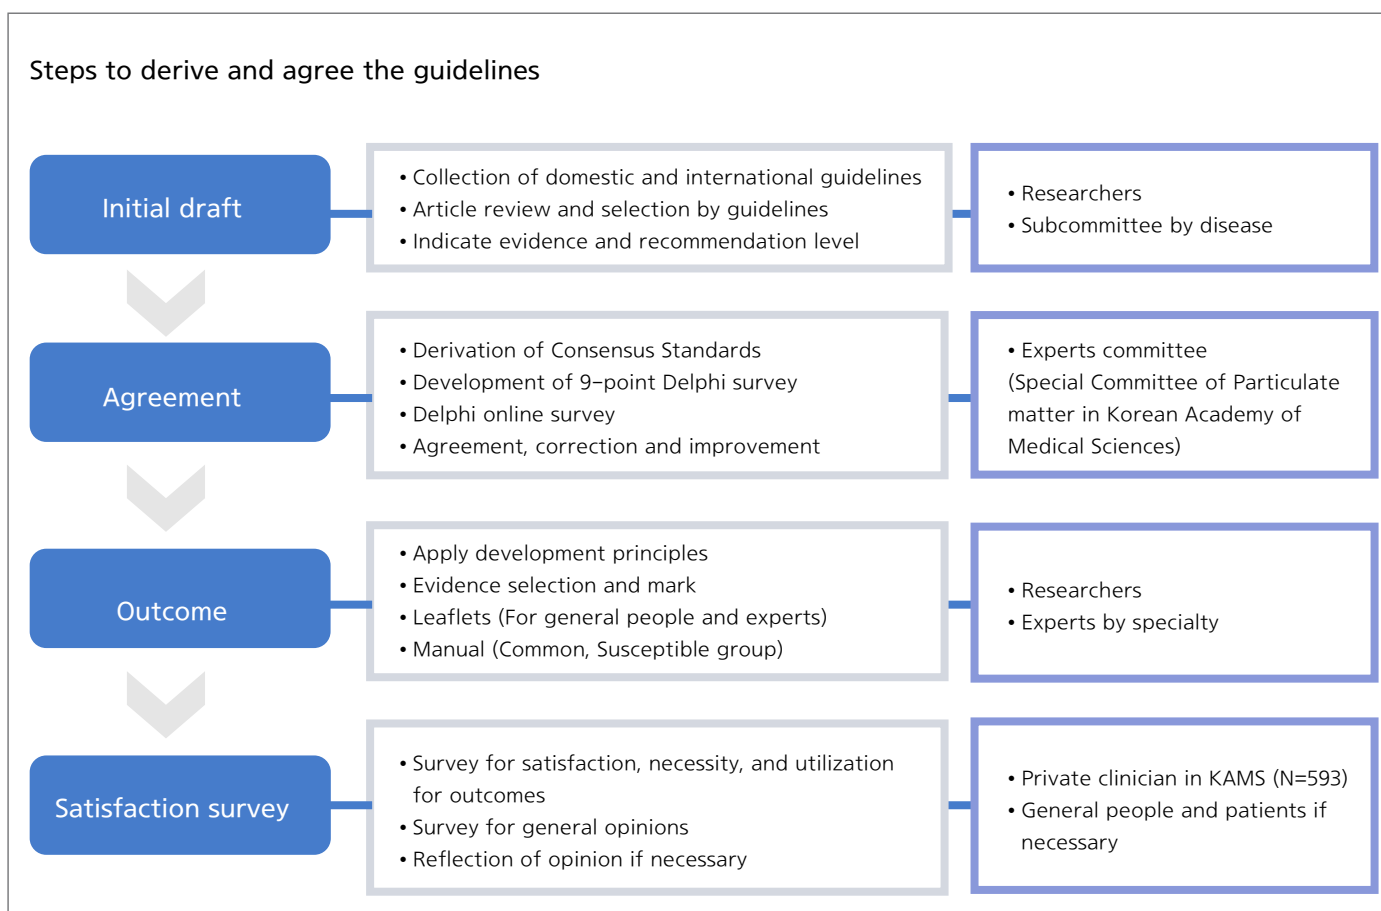 Steps to derive and agree the guidelines
Initial draft
• Collection of domestic and international guidelines
• Article review and selection by guidelines
• Indicate evidence and recommendation level
• Researchers
• Subcommittee by disease
Agreement
• Derivation of Consensus Standards
• Development of 9-point Delphi survey
• Delphi online survey
• Agreement, correction and improvement
• Experts committee
(Special Committee of Particulate
matter in Korean Academy of
Medical Sciences)
Outcome
• Apply development principles
• Evidence selection and mark
• Leaflets (For general people and experts)
• Manual (Common, Susceptible group)
• Researchers
• Experts by specialty
Satisfaction survey
• Survey for satisfaction, necessity, and utilization
for outcomes
• Survey for general opinions
• Reflection of opinion if necessary
• Private clinician in KAMS (N=593)
• General people and patients if
necessary